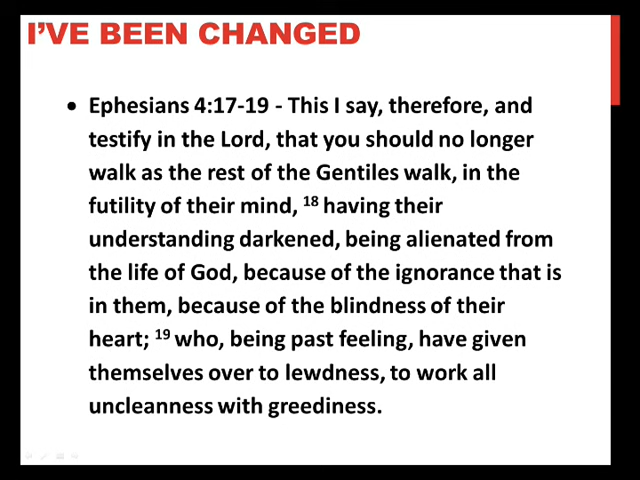 I'VE BEEN CHANGED
• Ephesians 4:17-19 - This I say, therefore, and
testify in the Lord, that you should no longer
walk as the rest of the Gentiles walk, in the
futility of their mind, 18 having their
understanding darkened, being alienated from
the life of God, because of the ignorance that is
in them, because of the blindness of their
heart; 19 who, being past feeling, have given
themselves over to lewdness, to work all
uncleanness with greediness.